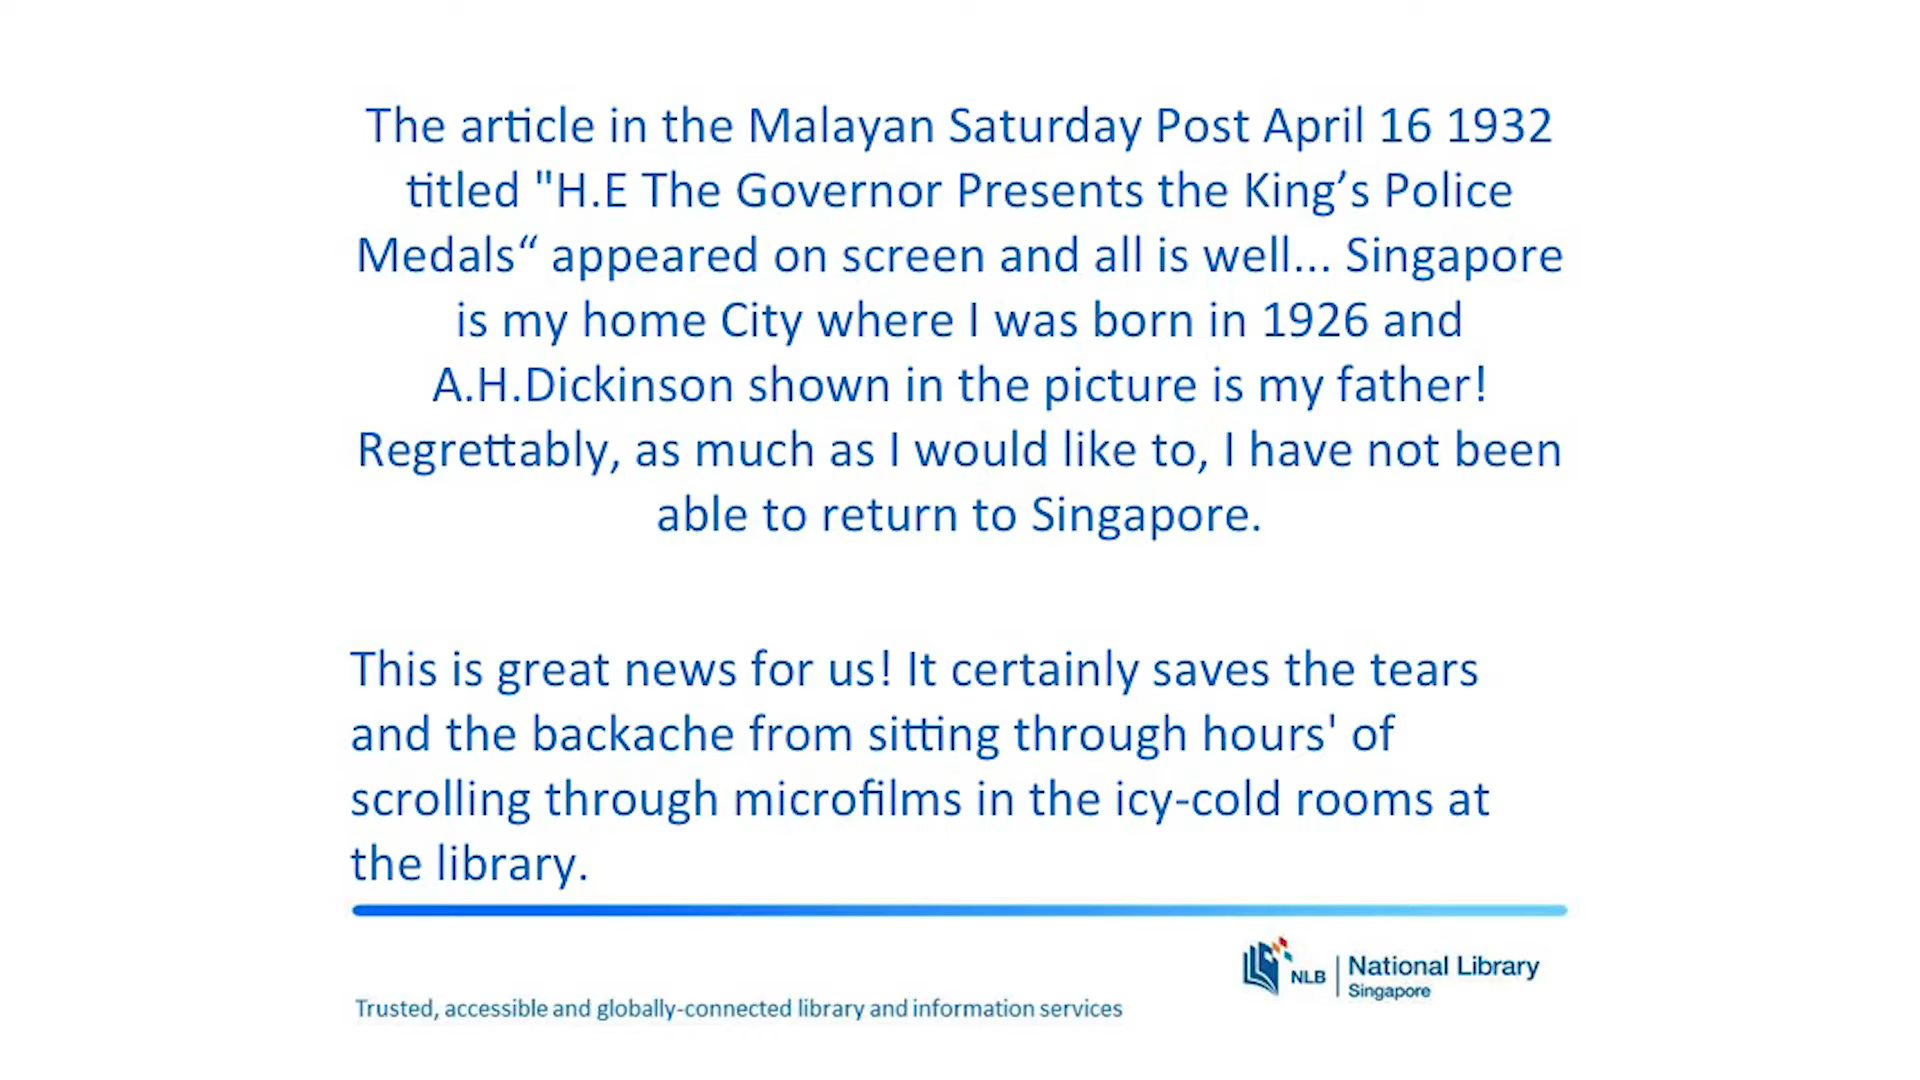 The article in the Malayan Saturday Post April 16 1932
titled "H.E The Governor Presents the King’s Police
Medals“ appeared on screen and all is well... Singapore
is my home City where I was born in 1926 and
A.H.Dickinson shown in the picture is my father!
Regrettably, as much as I would like to, I have not been
able to return to Singapore.
This is great news for us! It certainly saves the tears
and the backache from sitting through hours' of
scrolling through microfilms in the icy-cold rooms at
the library.
NLB National Library
Singapore
Trusted, accessible and globally-connected library and information services